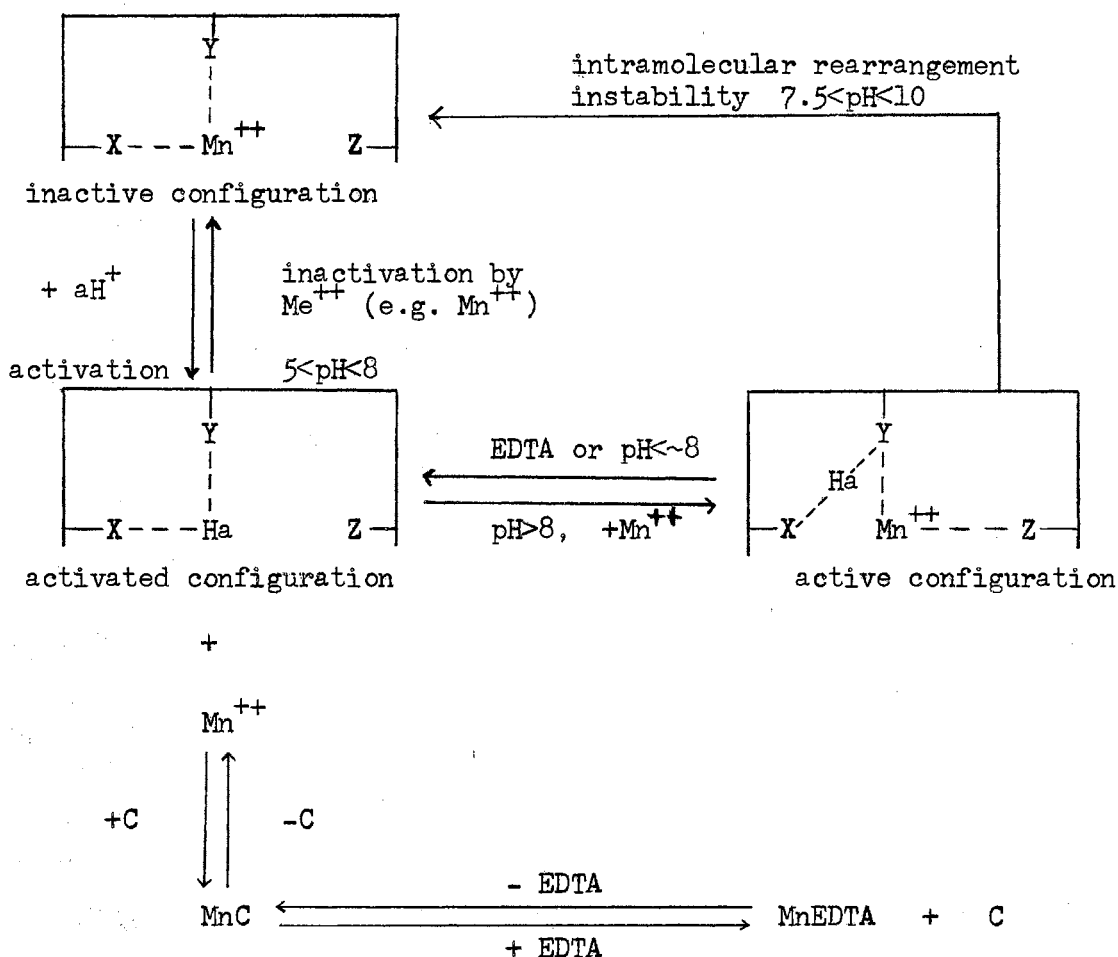 Y
X Mn++ Z
inactive configuration
intramolecular rearrangement
instability 7.5<pH<10
+ aH+
inactivation by
Me++ (e.g. Mn++)
activation 5<pH<8
Y
X Ha Z
activated configuration
EDTA or pH<~8
pH>8, +Mn++
Y
Ha
X Mn++ Z
active configuration
+
Mn++
+C -C
- EDTA
MnC MnEDTA + C
+ EDTA